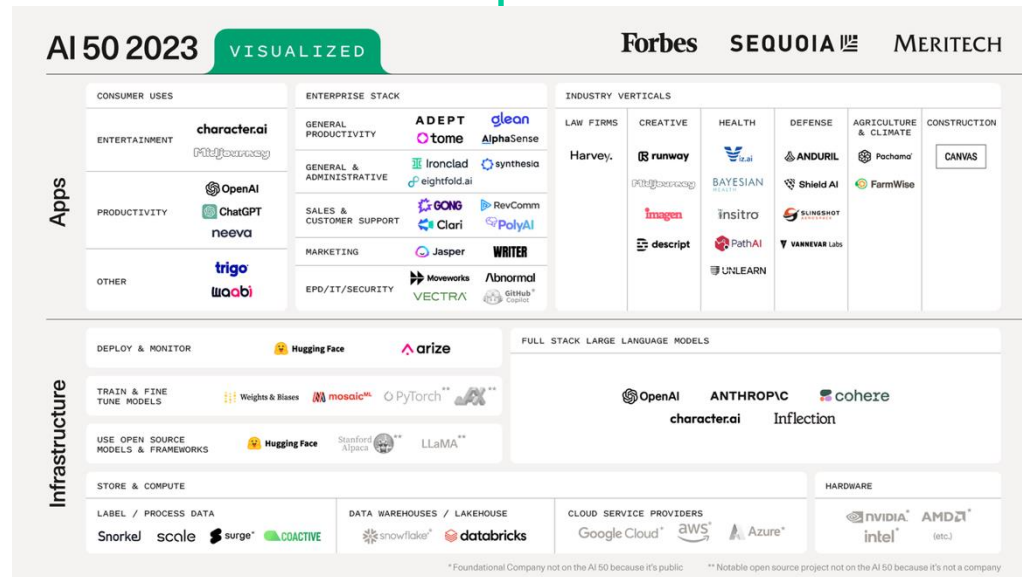 AI 50 2023
VISUALIZED
Forbes
SEQUOIA
MERITECH
Apps
CONSUMER USES
ENTERTAINMENT
character.ai
Midjourney
PRODUCTIVITY
OpenAI
ChatGPT
neeva
OTHER
trigo
waabi
ENTERPRISE STACK
GENERAL
PRODUCTIVITY
ADEPT
glean
tome
AlphaSense
GENERAL &
ADMINISTRATIVE
Ironclad
synthesia
eightfold.ai
SALES &
CUSTOMER SUPPORT
GONG
RevComm
Clari
PolyAI
MARKETING
Jasper
WRITER
EPD/IT/SECURITY
Moveworks
Abnormal
VECTRA
GitHub*
Copilot
INDUSTRY VERTICALS
LAW FIRMS
Harvey.
CREATIVE
runway
Midjourney
imagen
descript
HEALTH
viz.ai
BAYESIAN
HEALTH
insitro
PathAI
UNLEARN
DEFENSE
ANDURIL
Shield AI
SLINGSHOT
AEROSPACE
VANNEVAR Labs
AGRICULTURE
& CLIMATE
Pachama
FarmWise
CONSTRUCTION
CANVAS
Infrastructure
DEPLOY & MONITOR
Hugging Face
arize
TRAIN & FINE
TUNE MODELS
Weights & Biases
mosaicML
PyTorch**
JAX**
USE OPEN SOURCE
MODELS & FRAMEWORKS
Hugging Face
Stanford
Alpaca**
LLaMA**
FULL STACK LARGE LANGUAGE MODELS
OpenAI
ANTHROP\C
cohere
character.ai
Inflection
STORE & COMPUTE
LABEL / PROCESS DATA
Snorkel
scale
surge*
COACTIVE
DATA WAREHOUSES / LAKEHOUSE
snowflake*
databricks
CLOUD SERVICE PROVIDERS
Google Cloud*
aws*
Azure*
HARDWARE
NVIDIA*
AMD*
intel*
(etc.)
* Foundational Company not on the AI 50 because it's public
** Notable open source project not on the AI 50 because it's not a company